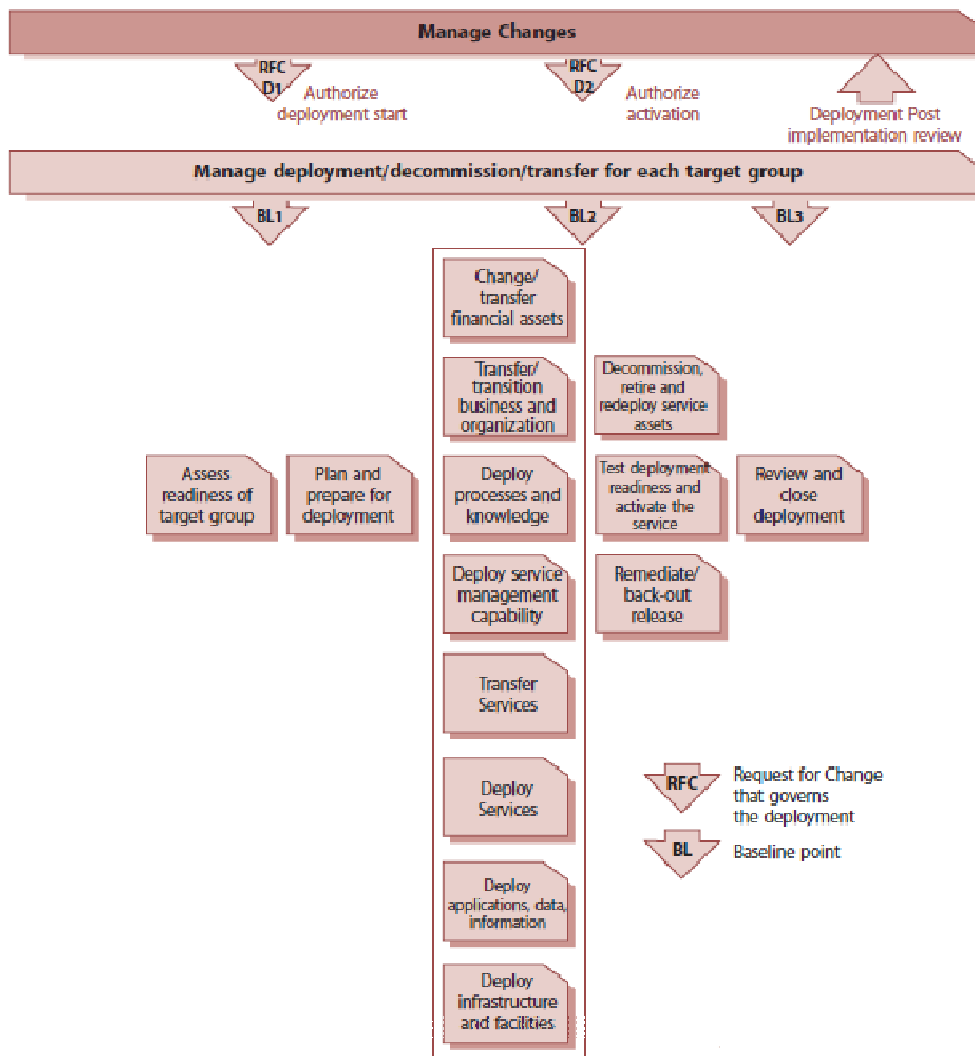 Manage Changes
RFC
D1
Authorize
deployment start
RFC
D2
Authorize
activation
Deployment Post
implementation review
Manage deployment/decommission/transfer for each target group
BL1
BL2
BL3
Change/
transfer
financial assets
Transfer/
transition
business and
organization
Decommission,
retire and
redeploy service
assets
Assess
readiness of
target group
Plan and
prepare for
deployment
Deploy
processes and
knowledge
Test deployment
readiness and
activate the
service
Review and
close
deployment
Deploy service
management
capability
Remediate/
back-out
release
Transfer
Services
Deploy
Services
RFC
Request for Change
that governs
the deployment
BL
Baseline point
Deploy
applications, data,
information
Deploy
infrastructure
and facilities